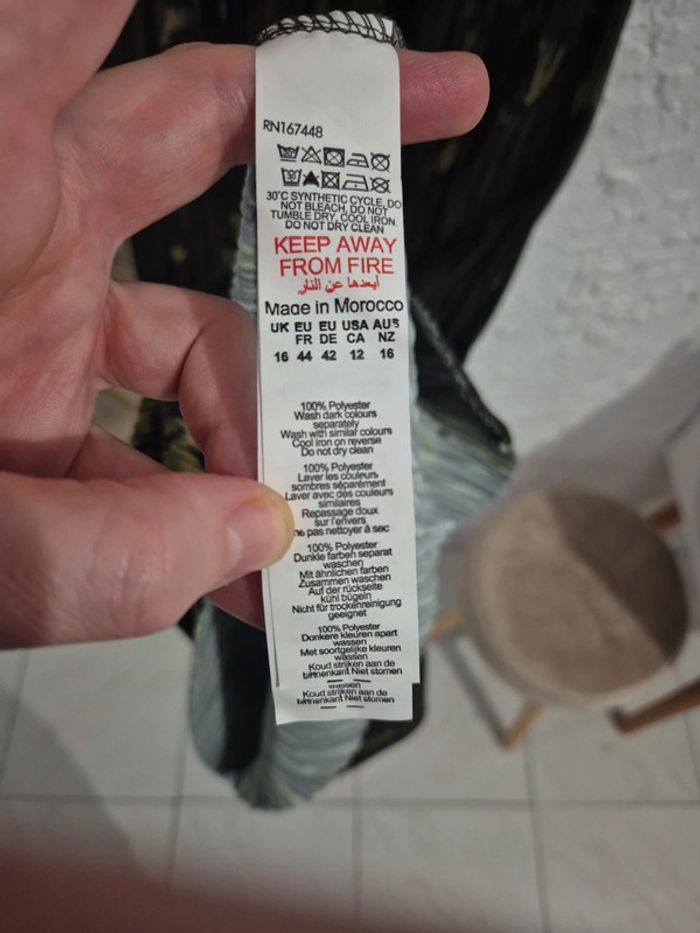 RN167448
30°C SYNTHETIC CYCLE, DO
NOT BLEACH, DO NOT
TUMBLE DRY, COOL IRON,
DO NOT DRY CLEAN
KEEP AWAY
FROM FIRE
أبعدها عن النار
Made in Morocco
UK EU EU USA AUS
FR DE CA NZ
16 44 42 12 16
100% Polyester
Wash dark colours
separately
Wash with similar colours
Cool iron on reverse
Do not dry clean
100% Polyester
Laver les couleurs
sombres séparément
Laver avec des couleurs
similaires
Repassage doux
sur l'envers
ne pas nettoyer à sec
100% Polyester
Dunkle farben separat
waschen
Mit ähnlichen farben
Zusammen waschen
Auf der rückseite
kühl bügeln
Nicht für trockenreinigung
geeignet
100% Polyester
Donkere kleuren apart
wassen
Met soortgelijke kleuren
wassen
Koud strijken aan de
binnenkant Niet stomen
wassen
Koud strijken aan de
binnenkant Niet stomen